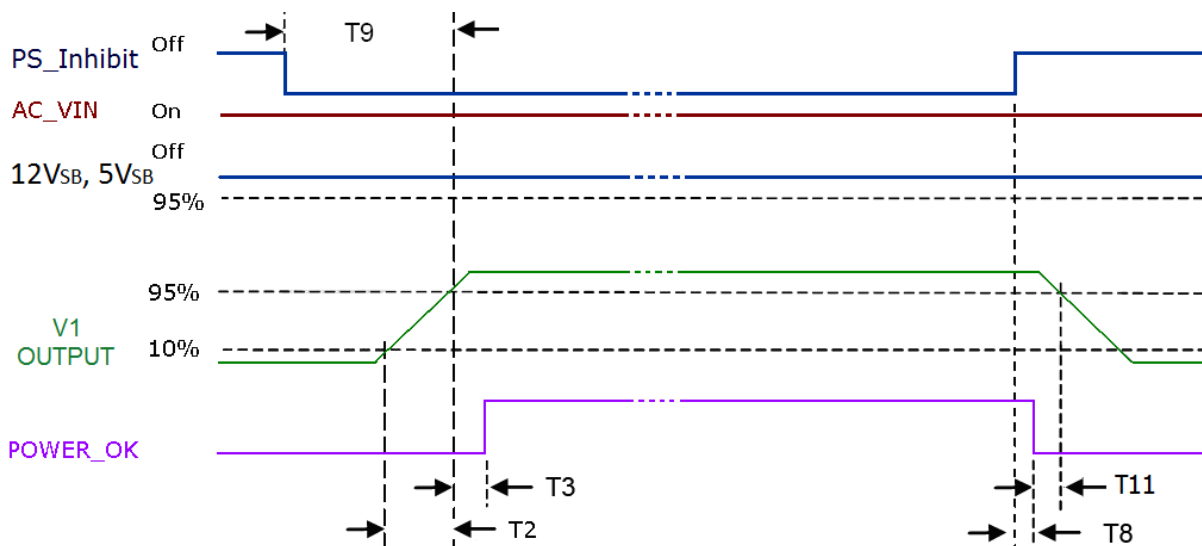 T9
Off
PS_Inhibit
AC_VIN On
Off
12VSB, 5VSB
95%
95%
V1
OUTPUT
10%
POWER_OK
T3
T11
T2
T8